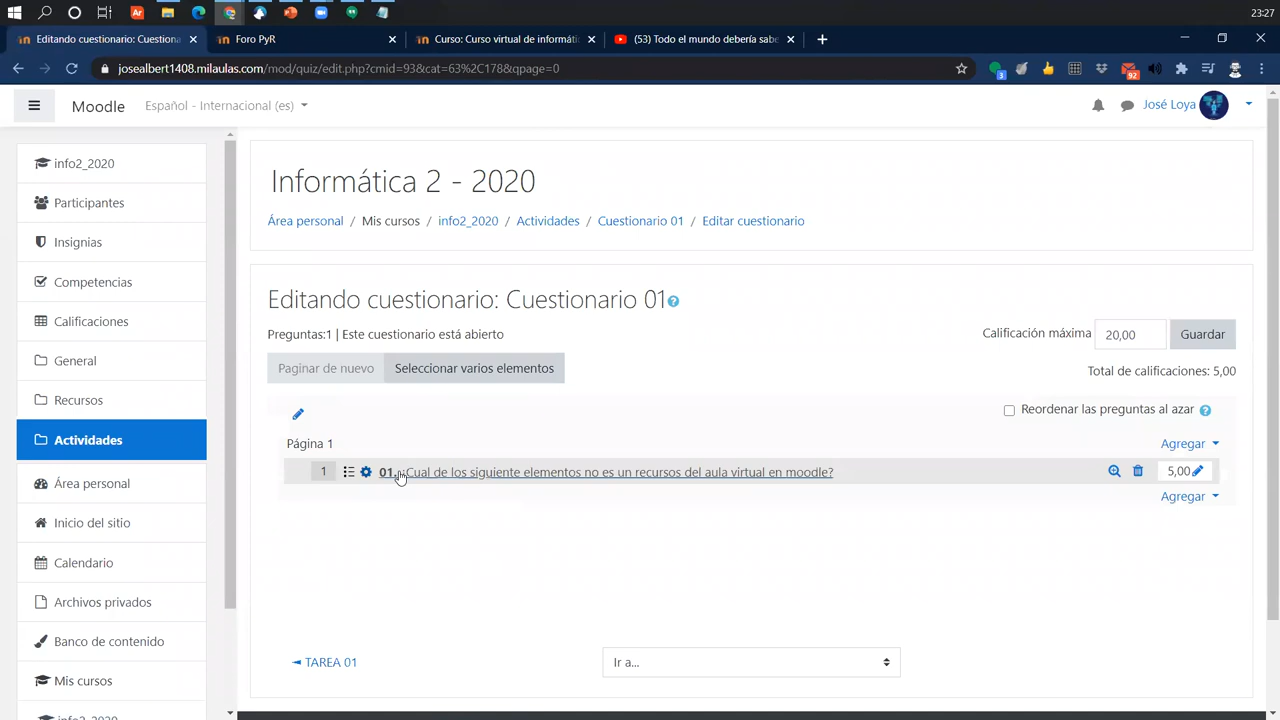 23:27
Editando cuestionario: Cuestiona
Foro PyR
Curso: Curso virtual de informáti
(53) Todo el mundo debería sabe
josealbert1408.milaulas.com/mod/quiz/edit.php?cmid=93&cat=63%2C178&qpage=0
3
92
Moodle
Español - Internacional (es)
José Loya
info2_2020
Participantes
Insignias
Competencias
Calificaciones
General
Recursos
Actividades
Área personal
Inicio del sitio
Calendario
Archivos privados
Banco de contenido
Mis cursos
info2_2020
Informática 2 - 2020
Área personal / Mis cursos / info2_2020 / Actividades / Cuestionario 01 / Editar cuestionario
Editando cuestionario: Cuestionario 01
Preguntas:1 | Este cuestionario está abierto
Calificación máxima 20,00 Guardar
Paginar de nuevo Seleccionar varios elementos
Total de calificaciones: 5,00
Reordenar las preguntas al azar
Página 1
Agregar
1 01. ¿Cual de los siguiente elementos no es un recursos del aula virtual en moodle? 5,00
Agregar
◄ TAREA 01
Ir a...